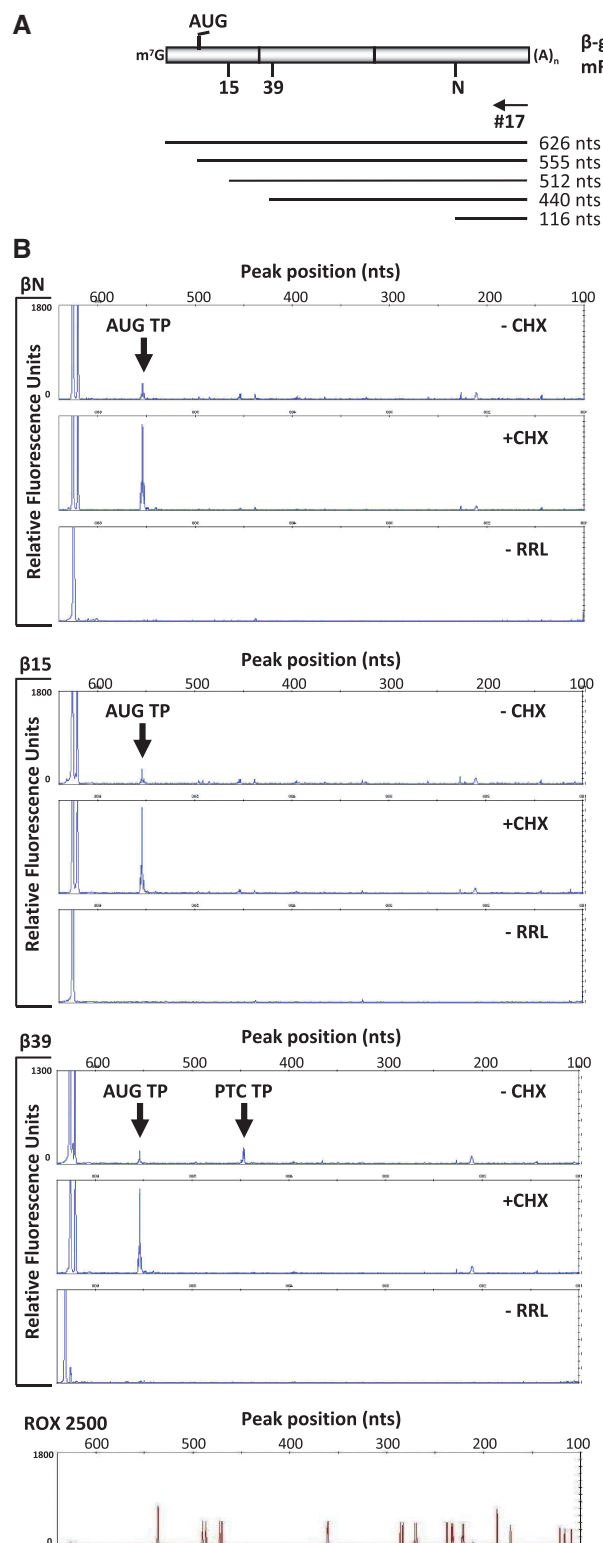 A
AUG
m⁷G
(A)n
β-g
mR
15 39 N
#17
626 nts
555 nts
512 nts
440 nts
116 nts
B
βN
Peak position (nts)
600 500 400 300 200 100
1800
0
AUG TP
- CHX
+CHX
- RRL
Relative Fluorescence Units
β15
Peak position (nts)
600 500 400 300 200 100
1800
0
AUG TP
- CHX
+CHX
- RRL
Relative Fluorescence Units
β39
Peak position (nts)
600 500 400 300 200 100
1300
0
AUG TP
PTC TP
- CHX
+CHX
- RRL
Relative Fluorescence Units
ROX 2500
Peak position (nts)
600 500 400 300 200 100
1800
0